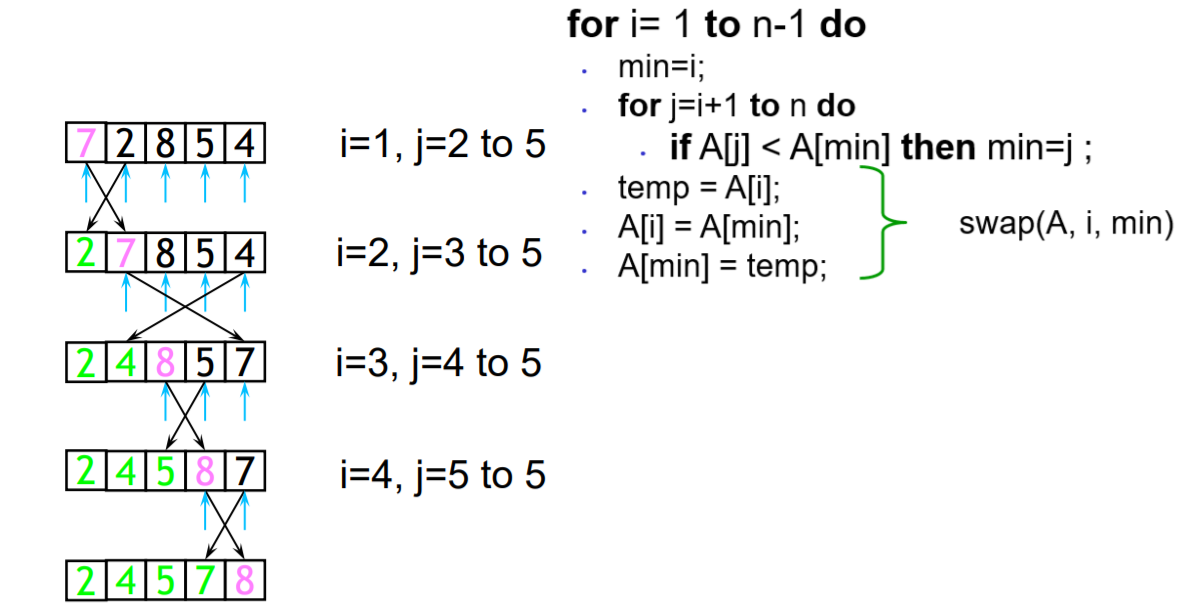 for i= 1 to n-1 do
. min=i;
. for j=i+1 to n do
. if A[j] < A[min] then min=j ;
. temp = A[i];
. A[i] = A[min];
. A[min] = temp;
swap(A, i, min)
7 2 8 5 4 i=1, j=2 to 5
2 7 8 5 4 i=2, j=3 to 5
2 4 8 5 7 i=3, j=4 to 5
2 4 5 8 7 i=4, j=5 to 5
2 4 5 7 8